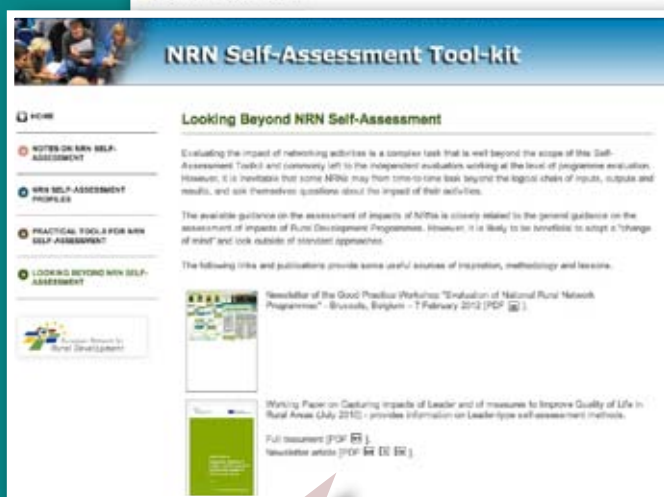 NRN Self-Assessment Tool-kit
HOME
NOTES ON NRN SELF-
ASSESSMENT
NRN SELF-ASSESSMENT
PROFILES
PRACTICAL TOOLS FOR NRN
SELF-ASSESSMENT
LOOKING BEYOND NRN SELF-
ASSESSMENT
European Network for
Rural Development
Looking Beyond NRN Self-Assessment
Evaluating the impact of networking activities is a complex task that is well beyond the scope of this Self-
Assessment Toolkit and commonly left to the independent evaluators working at the level of programme evaluation.
However, it is inevitable that some NRNs may from time-to-time look beyond the logical chain of inputs, outputs and
results, and ask themselves questions about the impact of their activities.
The available guidance on the assessment of impacts of NRNs is closely related to the general guidance on the
assessment of impacts of Rural Development Programmes. However, it is likely to be beneficial to adopt a "change
of mind" and look outside of standard approaches.
The following links and publications provide some useful sources of inspiration, methodology and lessons.
Newsletter of the Good Practice Workshop "Evaluation of National Rural Network
Programmes" - Brussels, Belgium - 7 February 2012 [PDF ].
Working Paper on Capturing impacts of Leader and of measures to Improve Quality of Life in
Rural Areas (July 2010) - provides information on Leader-type self-assessment methods.
Full document [PDF ].
Newsletter article [PDF ].